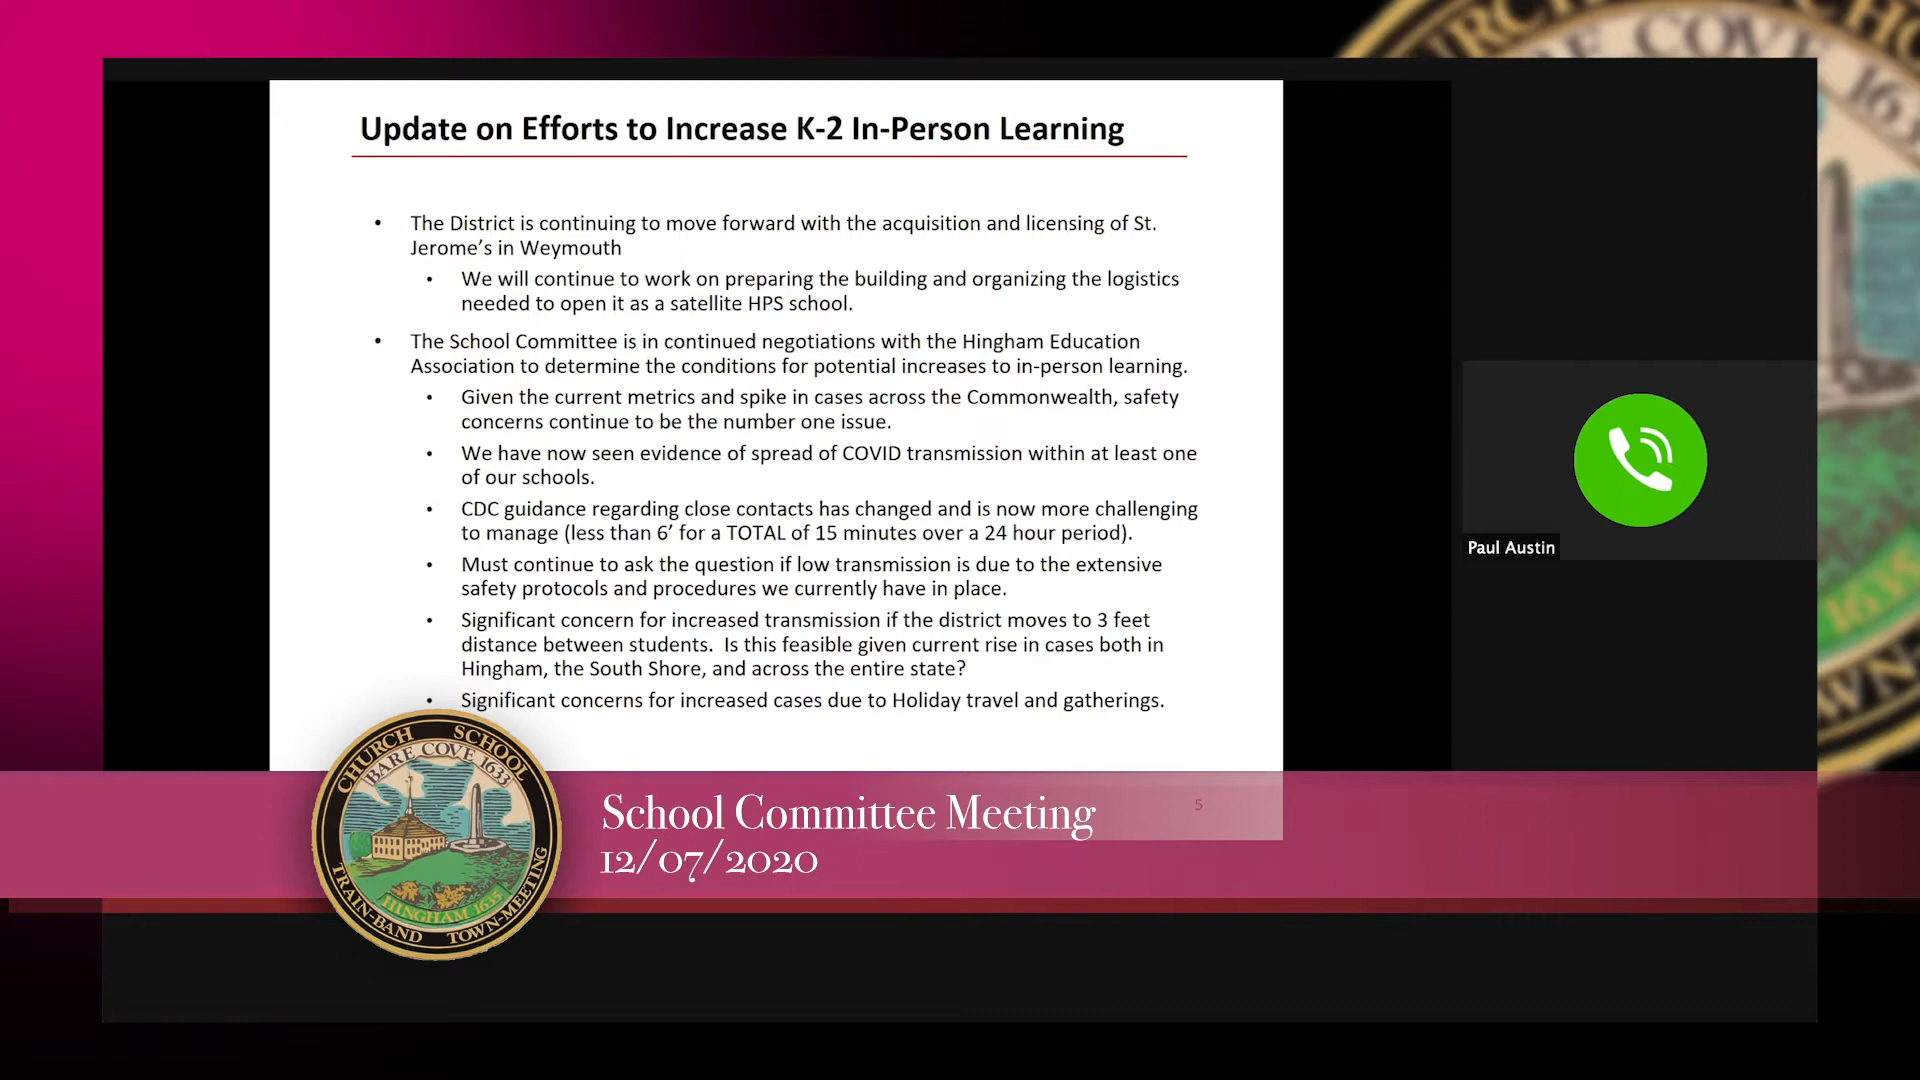 Update on Efforts to Increase K-2 In-Person Learning
• The District is continuing to move forward with the acquisition and licensing of St.
Jerome's in Weymouth
• We will continue to work on preparing the building and organizing the logistics
needed to open it as a satellite HPS school.
• The School Committee is in continued negotiations with the Hingham Education
Association to determine the conditions for potential increases to in-person learning.
• Given the current metrics and spike in cases across the Commonwealth, safety
concerns continue to be the number one issue.
• We have now seen evidence of spread of COVID transmission within at least one
of our schools.
• CDC guidance regarding close contacts has changed and is now more challenging
to manage (less than 6' for a TOTAL of 15 minutes over a 24 hour period).
• Must continue to ask the question if low transmission is due to the extensive
safety protocols and procedures we currently have in place.
• Significant concern for increased transmission if the district moves to 3 feet
distance between students.  Is this feasible given current rise in cases both in
Hingham, the South Shore, and across the entire state?
• Significant concerns for increased cases due to Holiday travel and gatherings.
5
Paul Austin
School Committee Meeting
12/07/2020
CHURCH SCHOOL
BARE COVE 1633
HINGHAM 1635
TRAIN-BAND TOWN-MEETING
COVE
163
1635